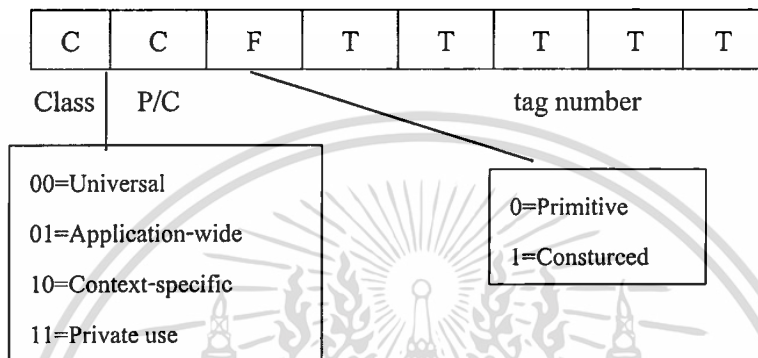 C C F T T T T T
Class P/C tag number
00=Universal
01=Application-wide
10=Context-specific
11=Private use
0=Primitive
1=Consturced